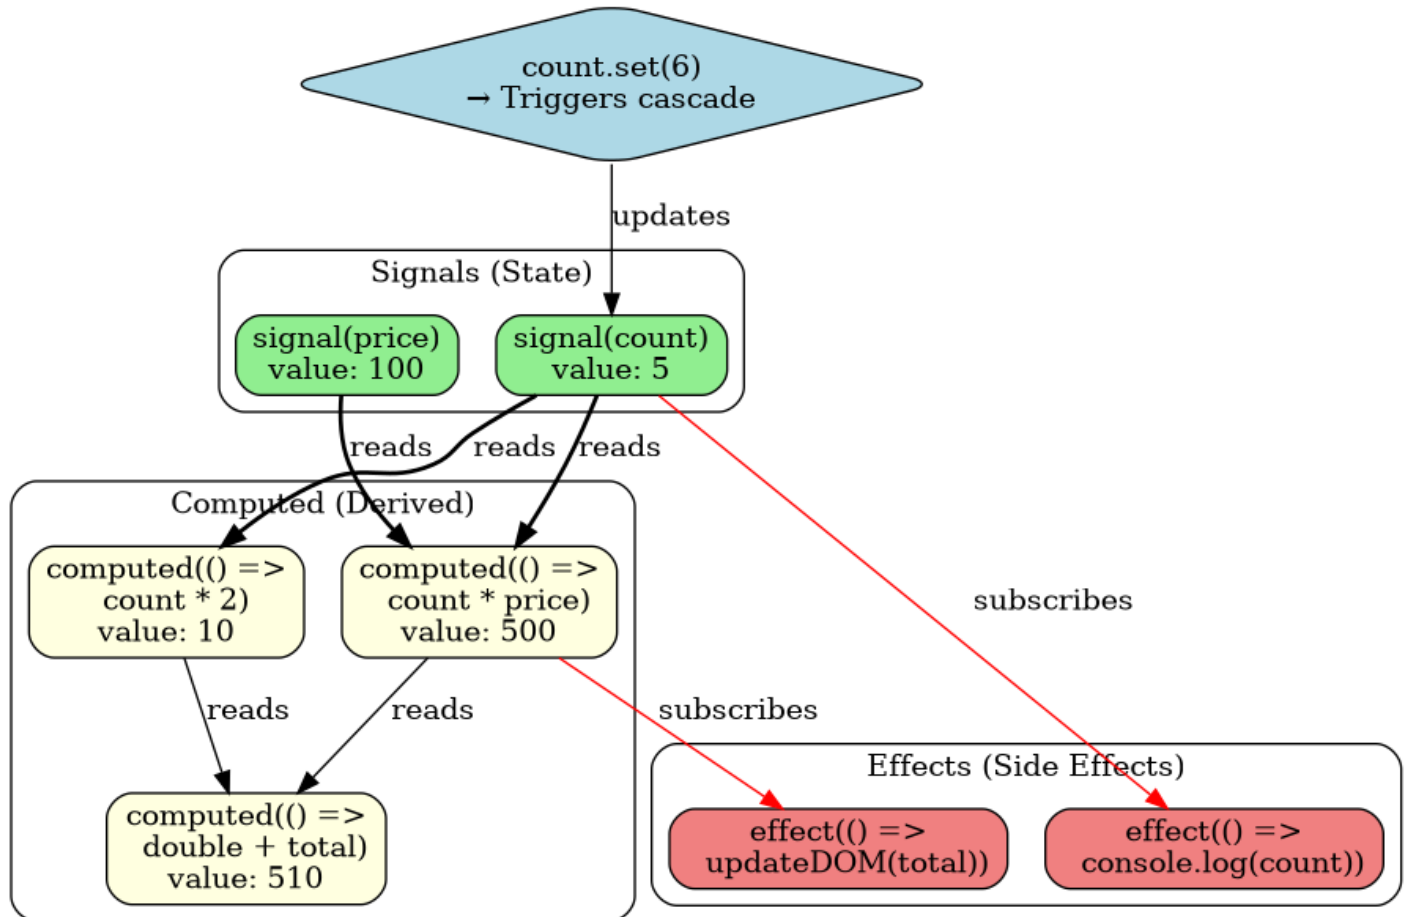 count.set(6)
→ Triggers cascade
updates
Signals (State)
signal(price)
value: 100
signal(count)
value: 5
reads
reads
reads
Computed (Derived)
computed(() =>
count * 2)
value: 10
computed(() =>
count * price)
value: 500
subscribes
reads
reads
subscribes
Effects (Side Effects)
computed(() =>
double + total)
value: 510
effect(() =>
updateDOM(total))
effect(() =>
console.log(count))